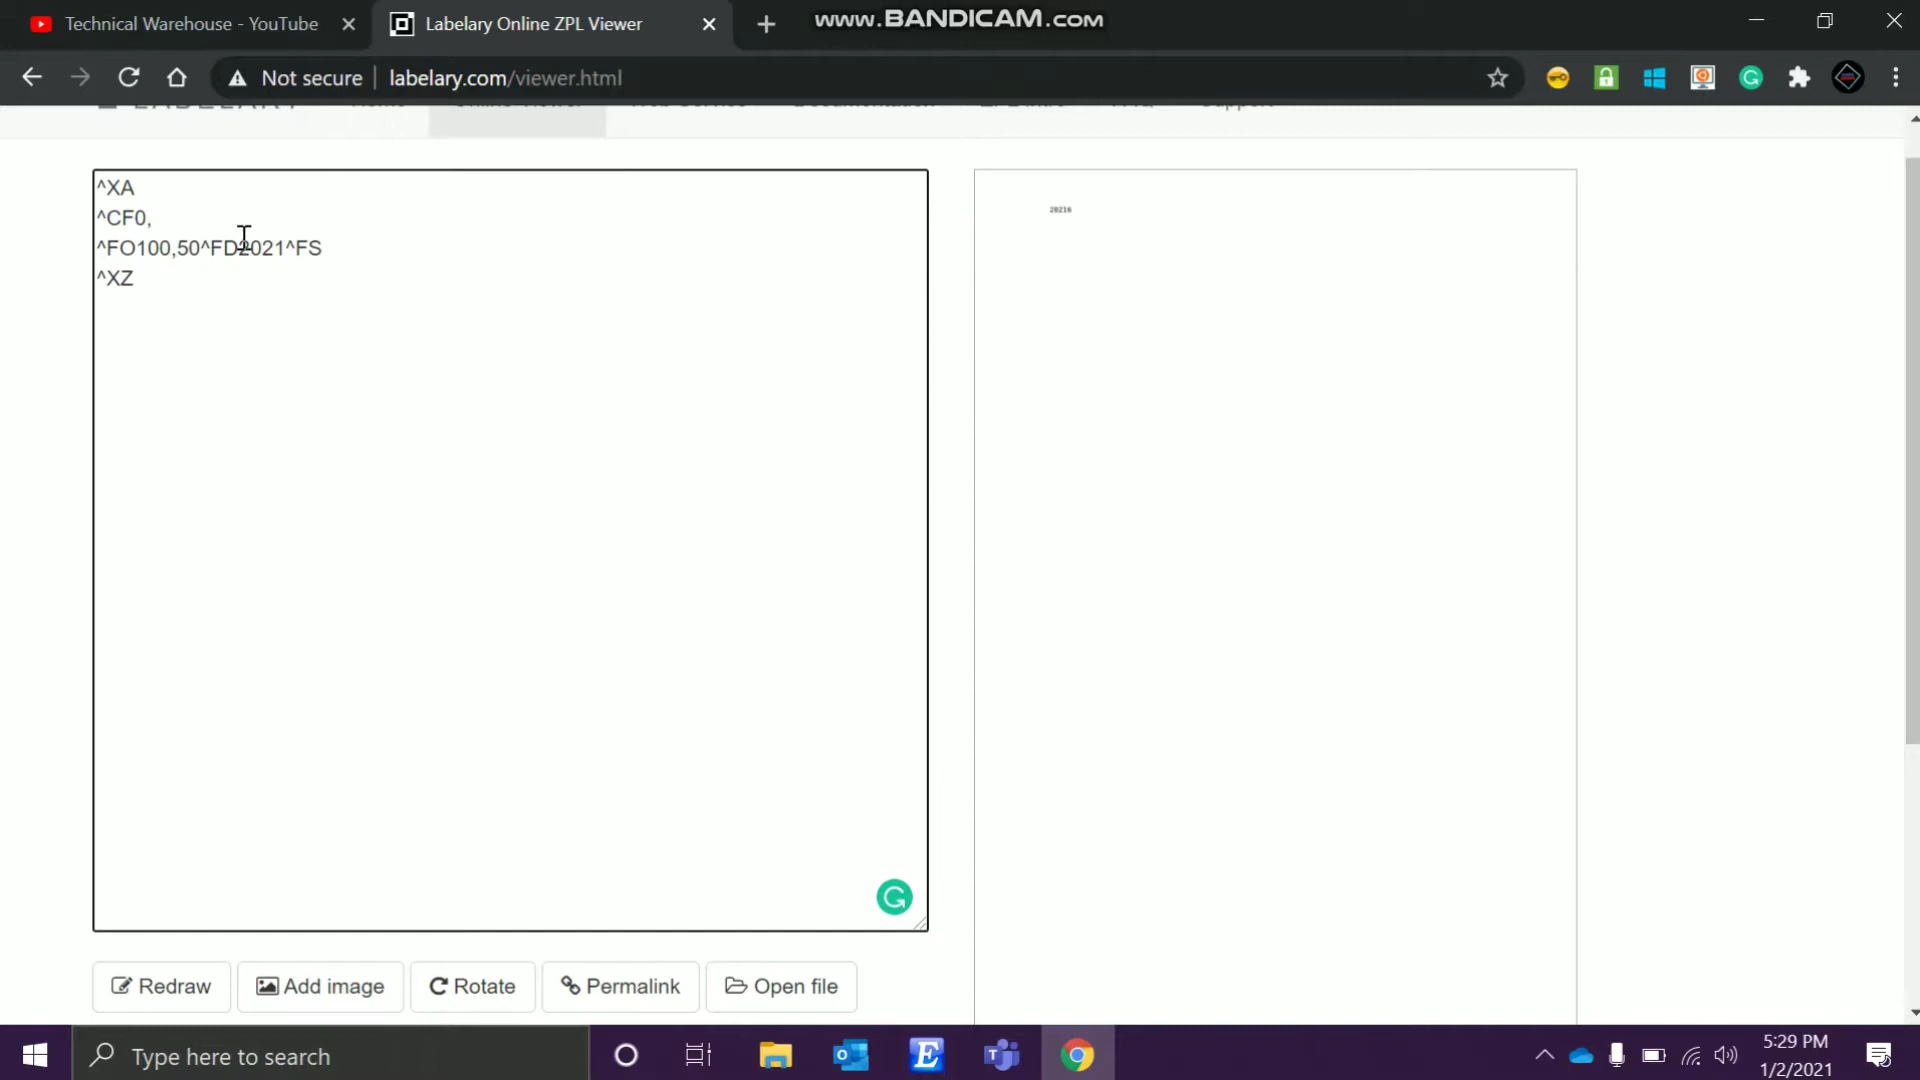 Technical Warehouse - YouTube
Labelary Online ZPL Viewer
www.BANDICAM.com
Not secure
labelary.com/viewer.html
^XA
^CF0,
^FO100,50^FD2021^FS
^XZ
20216
Redraw
Add image
Rotate
Permalink
Open file
Type here to search
5:29 PM
1/2/2021